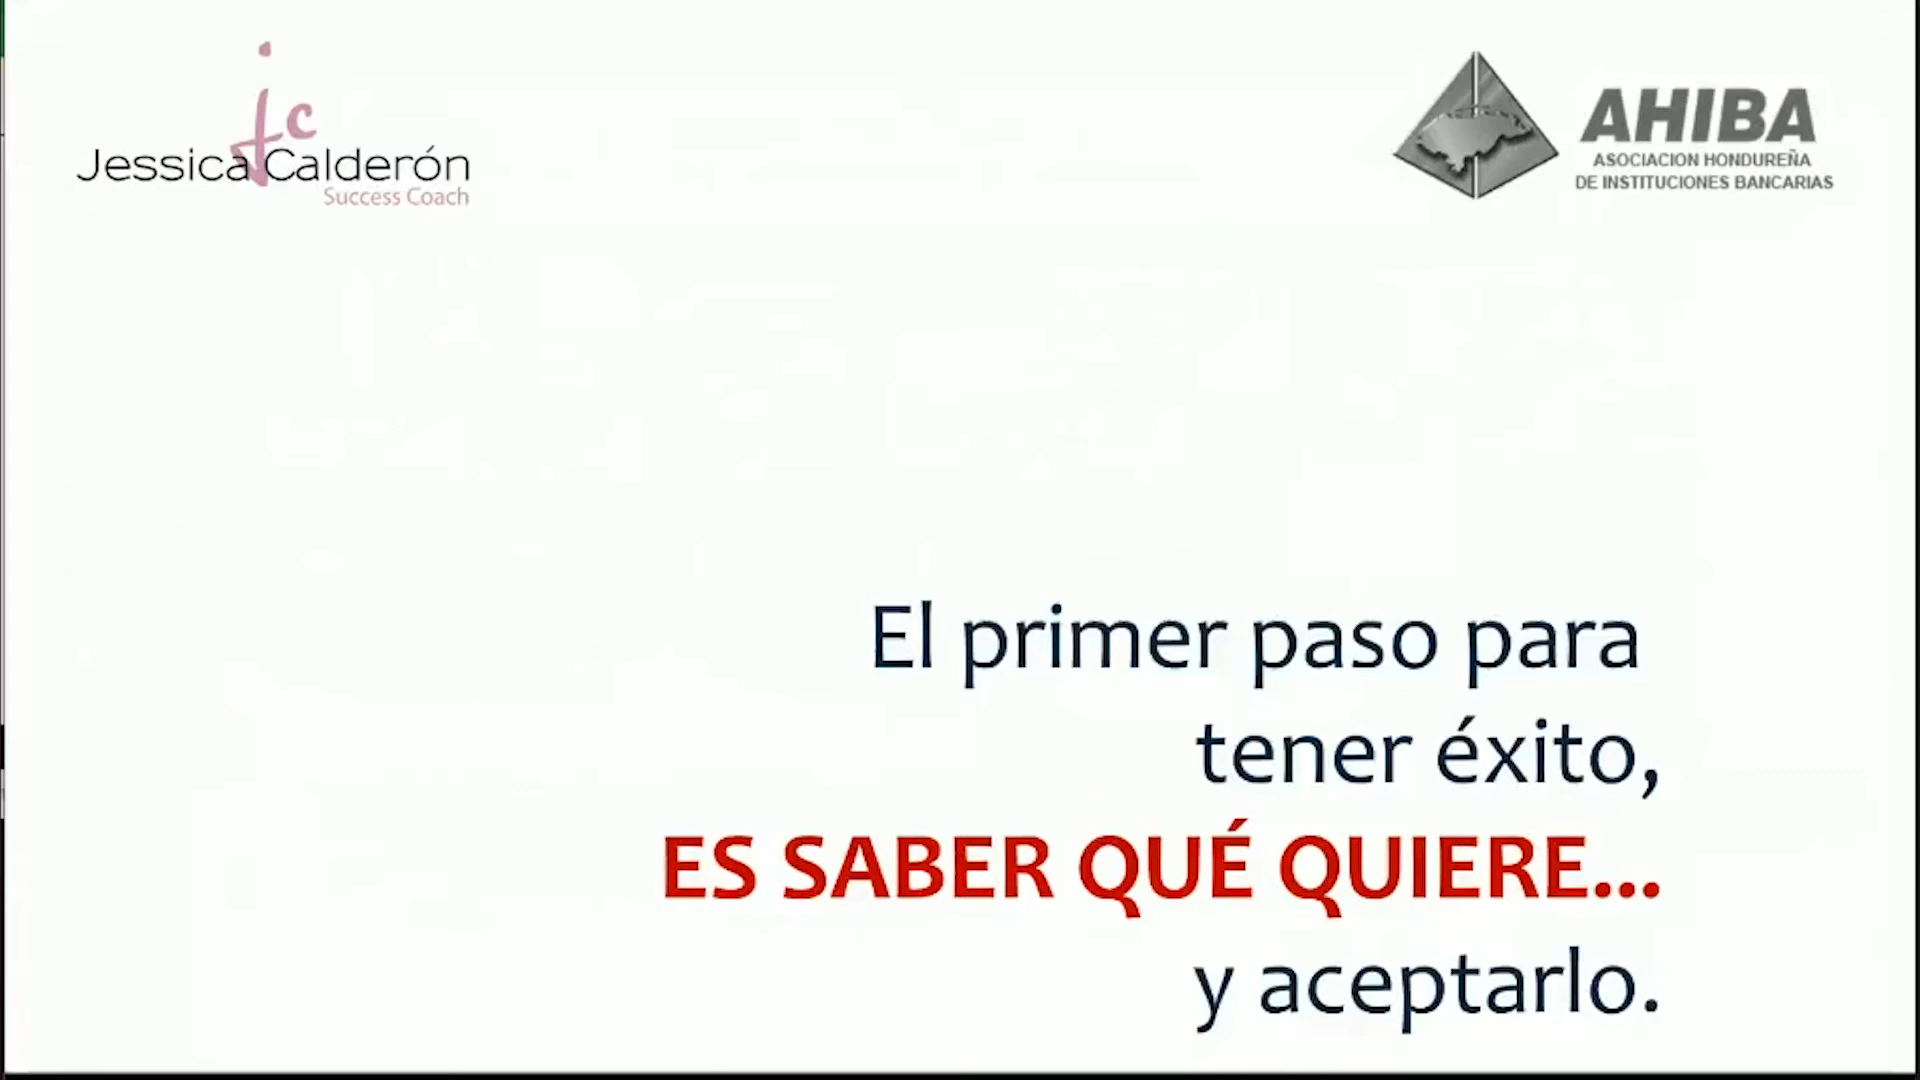 jc
Jessica Calderón
Success Coach
AHIBA
ASOCIACION HONDUREÑA
DE INSTITUCIONES BANCARIAS
El primer paso para
tener éxito,
ES SABER QUÉ QUIERE...
y aceptarlo.